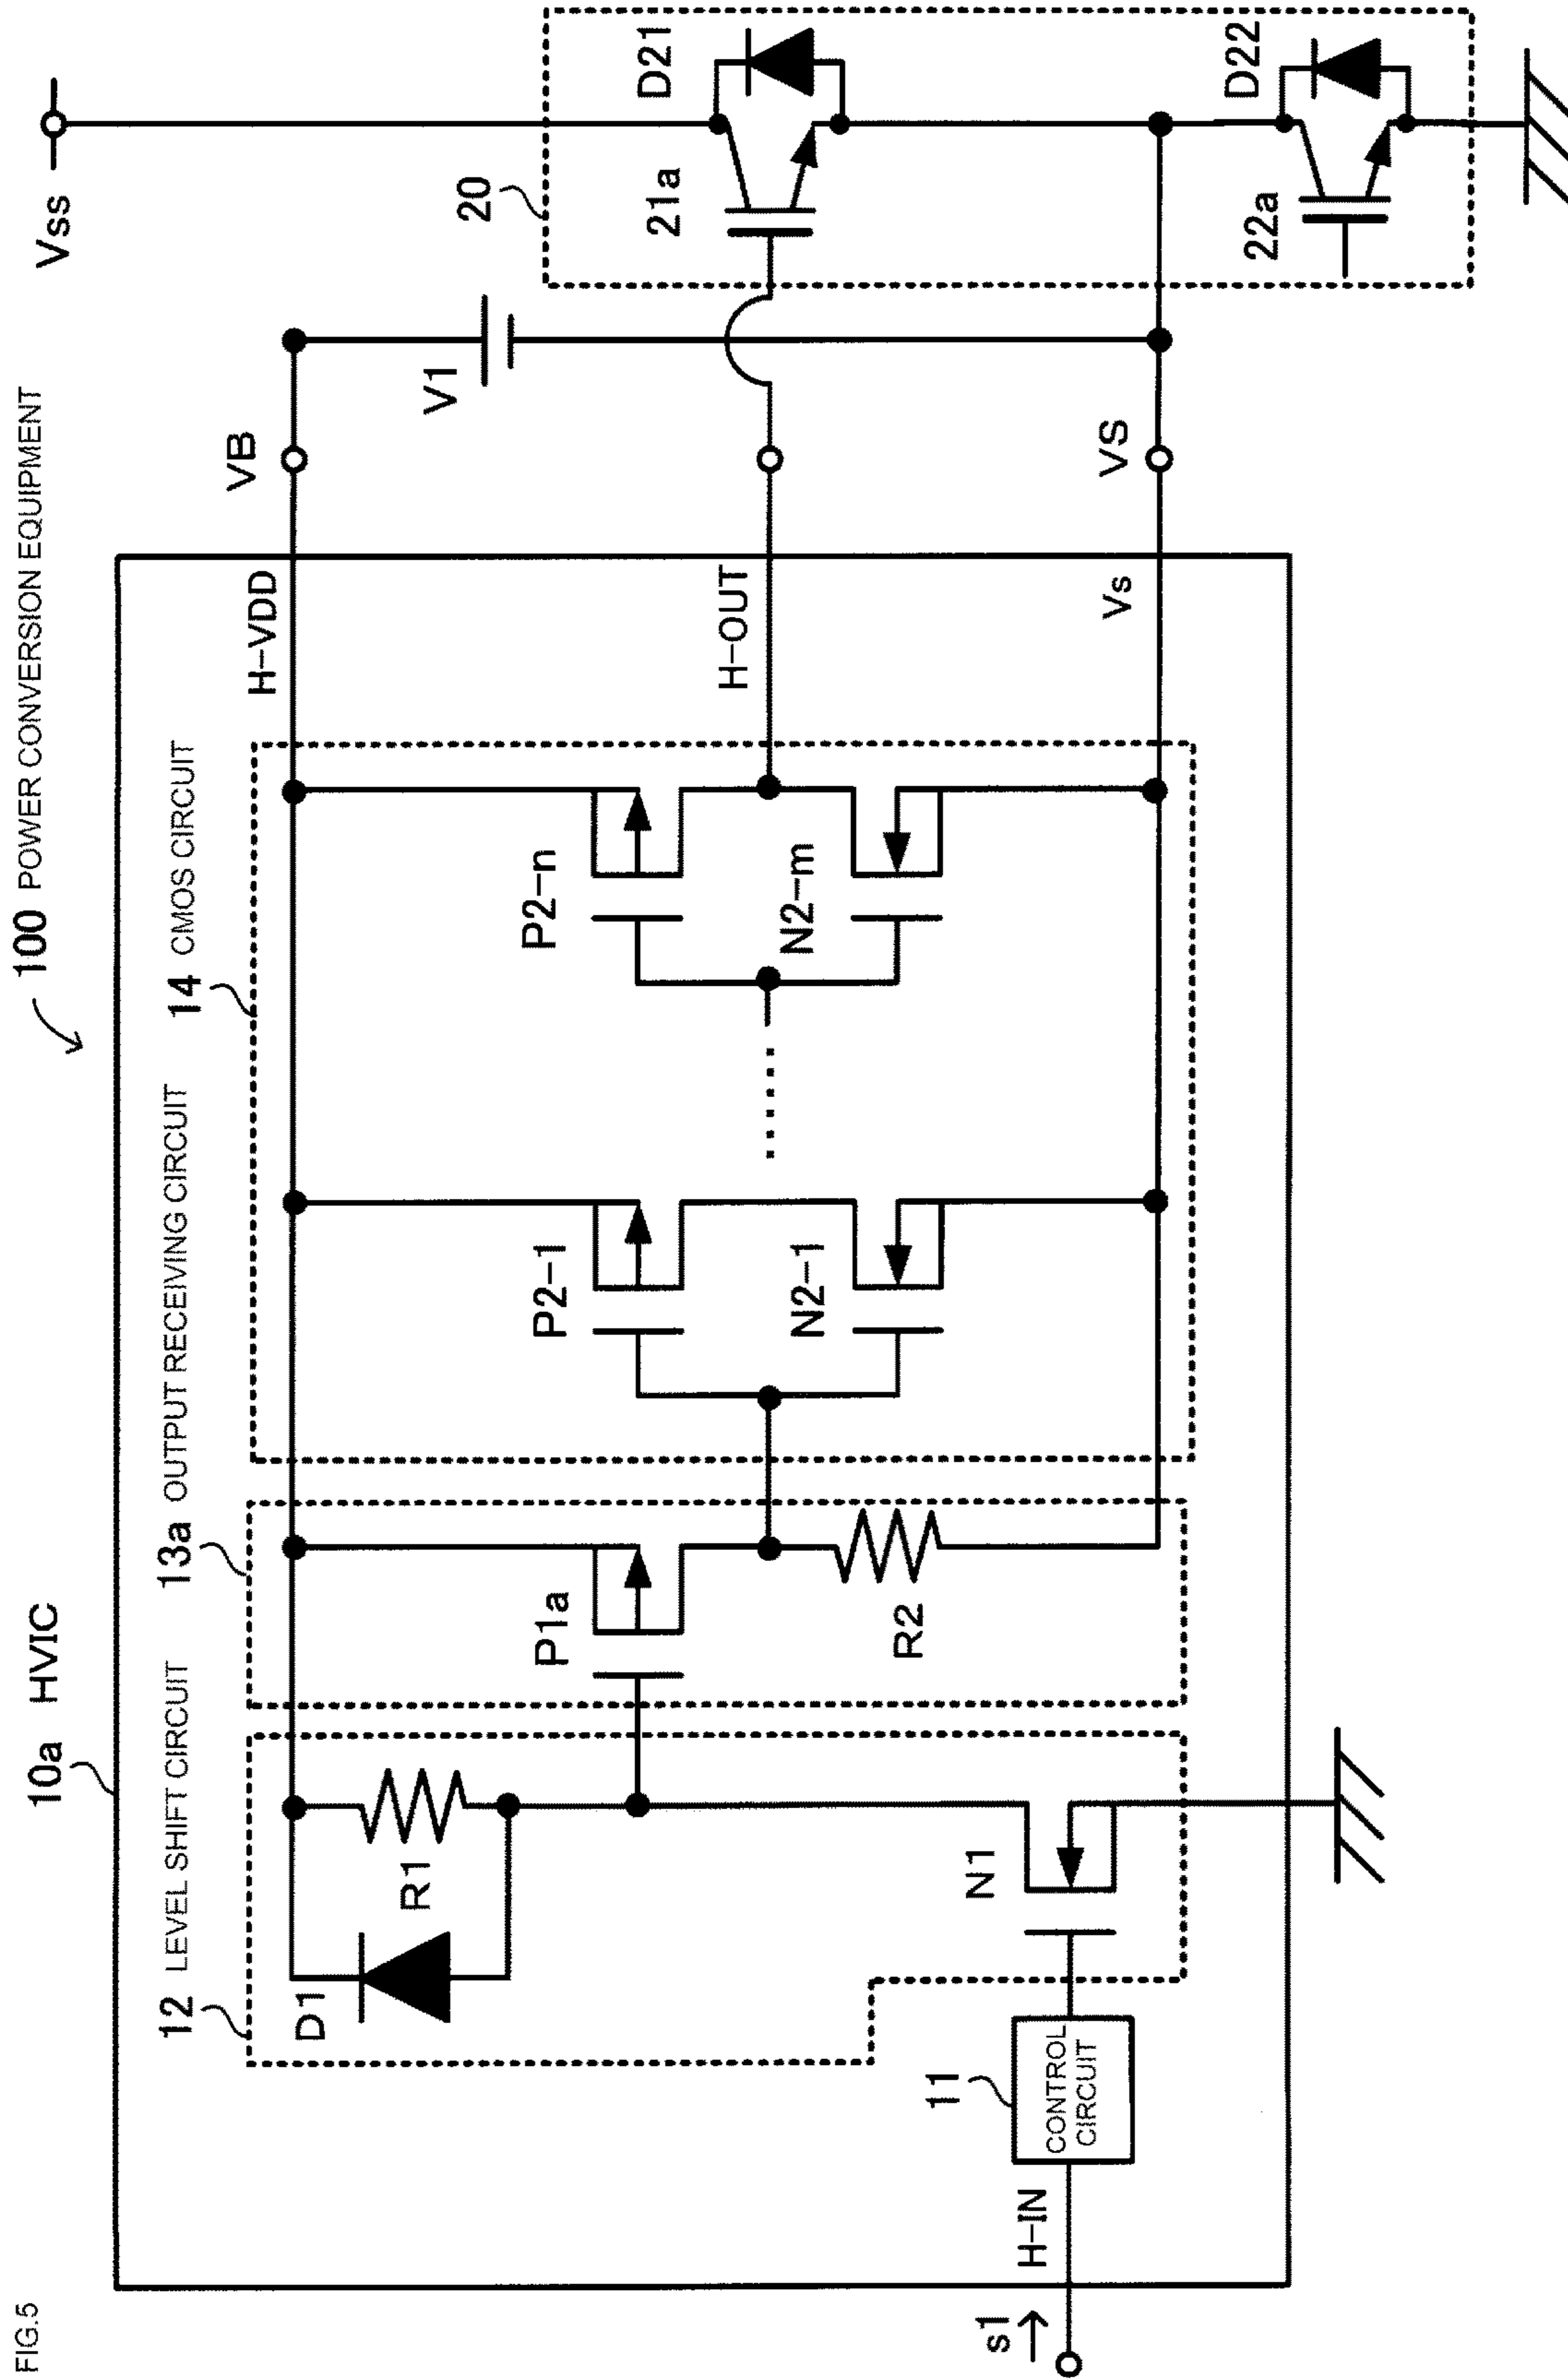 FIG.5
100 POWER CONVERSION EQUIPMENT
10a HVIC
12 LEVEL SHIFT CIRCUIT
13a OUTPUT RECEIVING CIRCUIT
14 CMOS CIRCUIT
H-VDD
VB
Vss
D1
R1
P1a
P2-1
P2-n
V1
20
D21
21a
H-OUT
N2-1
N2-m
R2
N1
11
CONTROL
CIRCUIT
H-IN
s1
Vs
VS
D22
22a